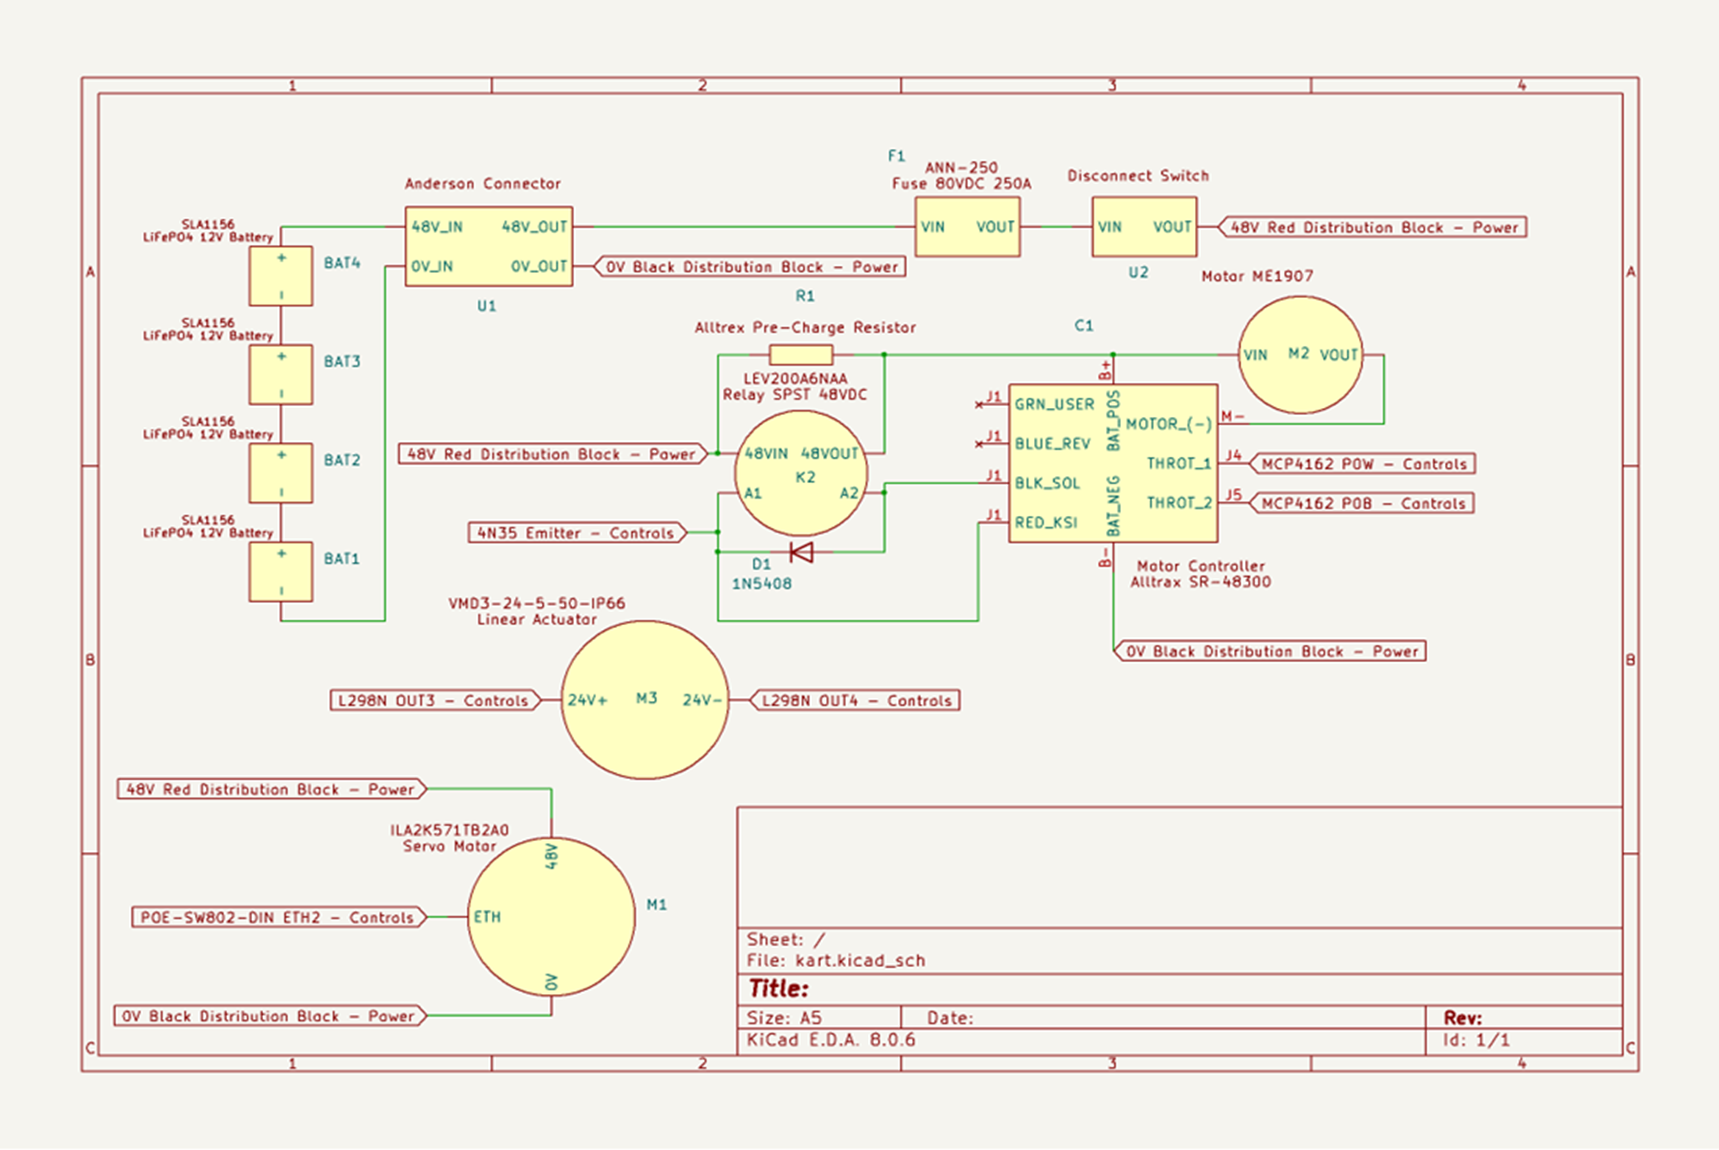 1 2 3 4
A
B
C
A
B
C
Anderson Connector
48V_IN 48V_OUT
0V_IN 0V_OUT
U1
F1
ANN-250
Fuse 80VDC 250A
VIN VOUT
Disconnect Switch
VIN VOUT
U2
48V Red Distribution Block - Power
0V Black Distribution Block - Power
SLA1156
LiFePO4 12V Battery
+
-
BAT4
SLA1156
LiFePO4 12V Battery
+
-
BAT3
SLA1156
LiFePO4 12V Battery
+
-
BAT2
SLA1156
LiFePO4 12V Battery
+
-
BAT1
R1
Alltrex Pre-Charge Resistor
LEV200A6NAA
Relay SPST 48VDC
48V Red Distribution Block - Power
48VIN 48VOUT
K2
A1 A2
4N35 Emitter - Controls
D1
1N5408
C1
Motor ME1907
VIN M2 VOUT
B+
J1 GRN_USER
J1 BLUE_REV
J1 BLK_SOL
J1 RED_KSI
BAT_POS
BAT_NEG
MOTOR_(-) M-
THROT_1 J4 MCP4162 P0W - Controls
THROT_2 J5 MCP4162 P0B - Controls
B-
Motor Controller
Alltrax SR-48300
0V Black Distribution Block - Power
VMD3-24-5-50-IP66
Linear Actuator
L298N OUT3 - Controls
24V+ M3 24V-
L298N OUT4 - Controls
48V Red Distribution Block - Power
ILA2K571TB2A0
Servo Motor
48V
POE-SW802-DIN ETH2 - Controls
ETH
M1
0V
0V Black Distribution Block - Power
Sheet: /
File: kart.kicad_sch
Title:
Size: A5 Date: Rev:
KiCad E.D.A. 8.0.6 Id: 1/1
1 2 3 4